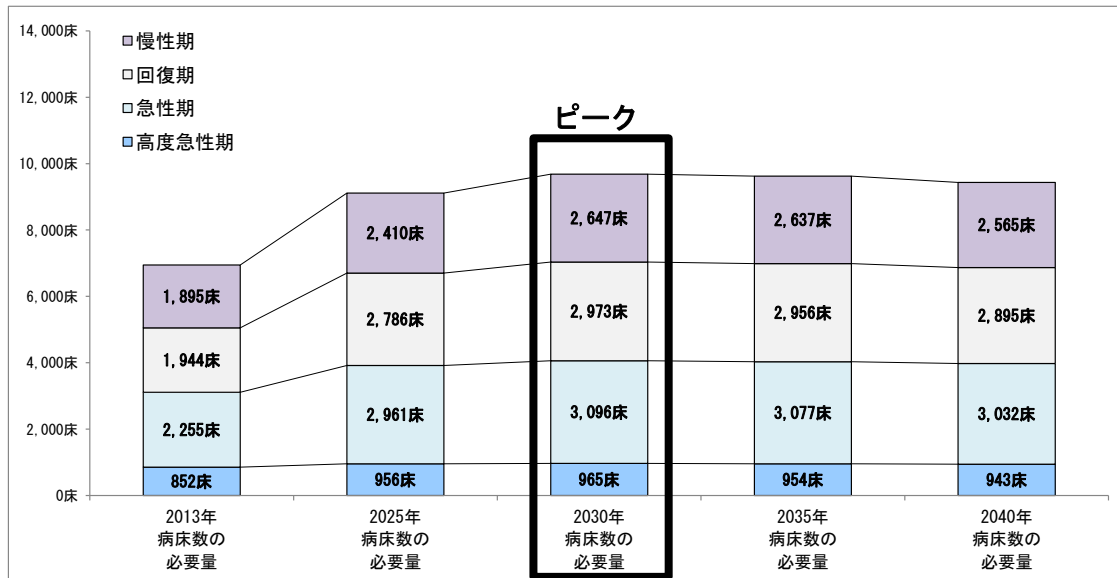 14,000床
12,000床
10,000床
8,000床
6,000床
4,000床
2,000床
0床
慢性期
回復期
急性期
高度急性期
ピーク
1,895床
1,944床
2,255床
852床
2,410床
2,786床
2,961床
956床
2,647床
2,973床
3,096床
965床
2,637床
2,956床
3,077床
954床
2,565床
2,895床
3,032床
943床
2013年
病床数の
必要量
2025年
病床数の
必要量
2030年
病床数の
必要量
2035年
病床数の
必要量
2040年
病床数の
必要量